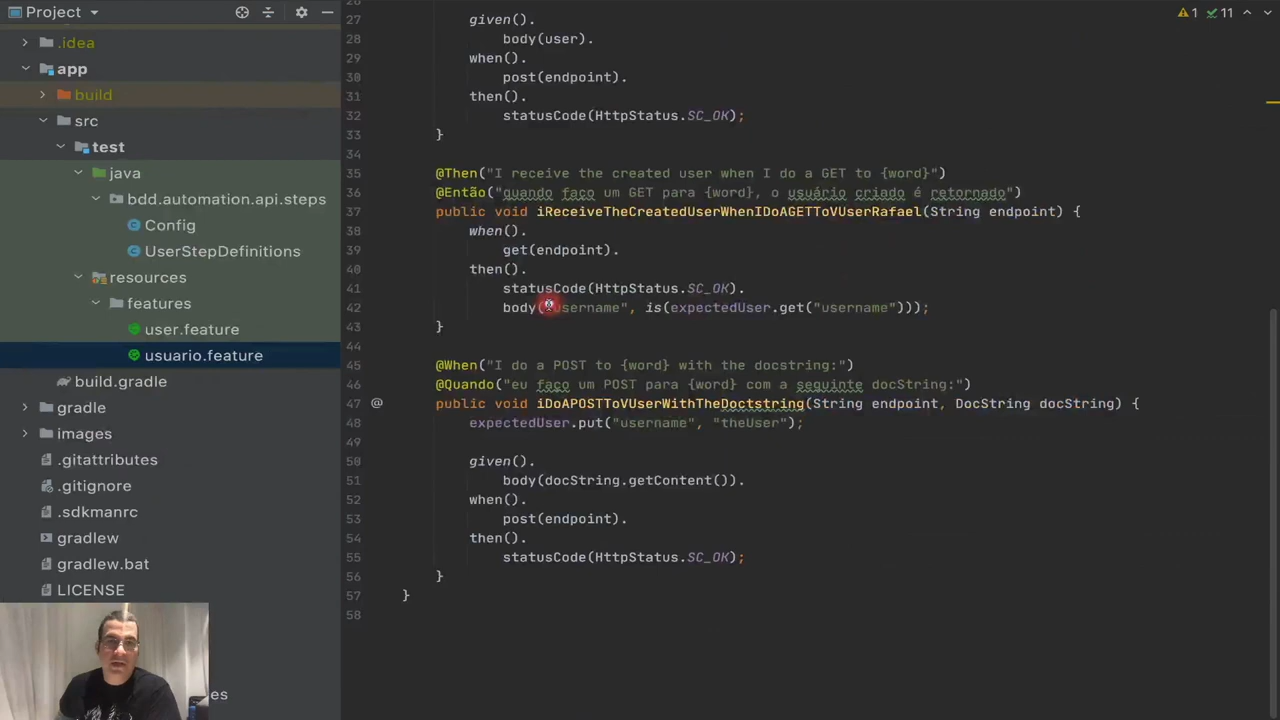 Project
.idea
app
build
src
test
java
bdd.automation.api.steps
Config
UserStepDefinitions
resources
features
user.feature
usuario.feature
build.gradle
gradle
images
.gitattributes
.gitignore
.sdkmanrc
gradlew
gradlew.bat
LICENSE
1 11
27 given().
28 body(user).
29 when().
30 post(endpoint).
31 then().
32 statusCode(HttpStatus.SC_OK);
33 }
34
35 @Then("I receive the created user when I do a GET to {word}")
36 @Então("quando faço um GET para {word}, o usuário criado é retornado")
37 public void iReceiveTheCreatedUserWhenIDoAGETToVUserRafael(String endpoint) {
38 when().
39 get(endpoint).
40 then().
41 statusCode(HttpStatus.SC_OK).
42 body("username", is(expectedUser.get("username")));
43 }
44
45 @When("I do a POST to {word} with the docstring:")
46 @Quando("eu faço um POST para {word} com a seguinte docString:")
47 @ public void iDoAPOSTToVUserWithTheDoctstring(String endpoint, DocString docString) {
48 expectedUser.put("username", "theUser");
49
50 given().
51 body(docString.getContent()).
52 when().
53 post(endpoint).
54 then().
55 statusCode(HttpStatus.SC_OK);
56 }
57 }
58